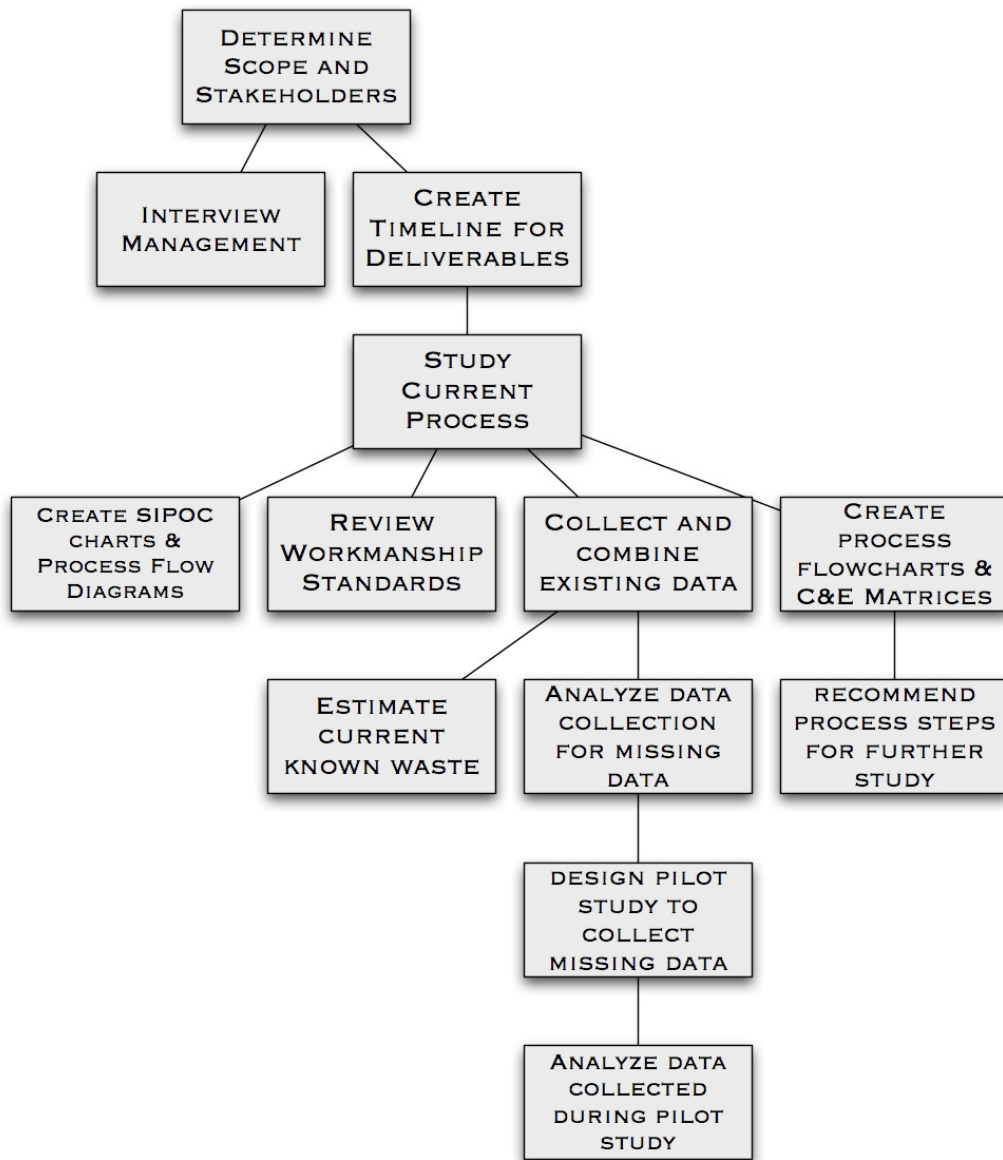 DETERMINE
SCOPE AND
STAKEHOLDERS
INTERVIEW
MANAGEMENT
CREATE
TIMELINE FOR
DELIVERABLES
STUDY
CURRENT
PROCESS
CREATE SIPOC
CHARTS &
PROCESS FLOW
DIAGRAMS
REVIEW
WORKMANSHIP
STANDARDS
COLLECT AND
COMBINE
EXISTING DATA
CREATE
PROCESS
FLOWCHARTS &
C&E MATRICES
ESTIMATE
CURRENT
KNOWN WASTE
ANALYZE DATA
COLLECTION
FOR MISSING
DATA
RECOMMEND
PROCESS STEPS
FOR FURTHER
STUDY
DESIGN PILOT
STUDY TO
COLLECT
MISSING DATA
ANALYZE DATA
COLLECTED
DURING PILOT
STUDY